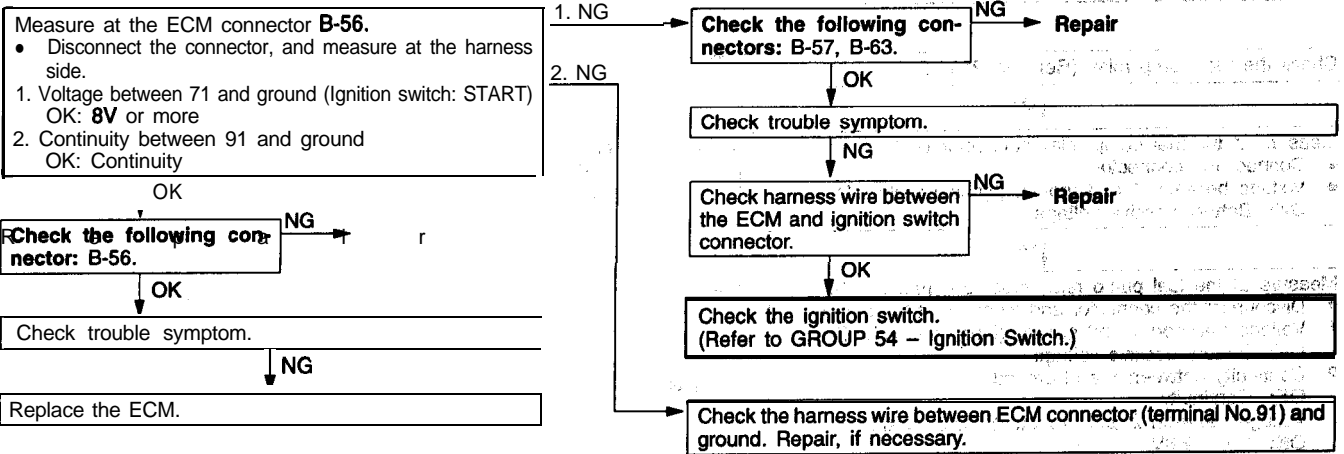 Measure at the ECM connector B-56.
• Disconnect the connector, and measure at the harness
side.
1. Voltage between 71 and ground (Ignition switch: START)
OK: 8V or more
2. Continuity between 91 and ground
OK: Continuity
OK
Check the following con-
nector: B-56.
NG
R e p a i r
OK
Check trouble symptom.
NG
Replace the ECM.
1. NG
Check the following con-
nectors: B-57, B-63.
NG
Repair
OK
Check trouble symptom.
NG
Check harness wire between
the ECM and ignition switch
connector.
NG
Repair
OK
Check the ignition switch.
(Refer to GROUP 54 – Ignition Switch.)
2. NG
Check the harness wire between ECM connector (terminal No.91) and
ground. Repair, if necessary.